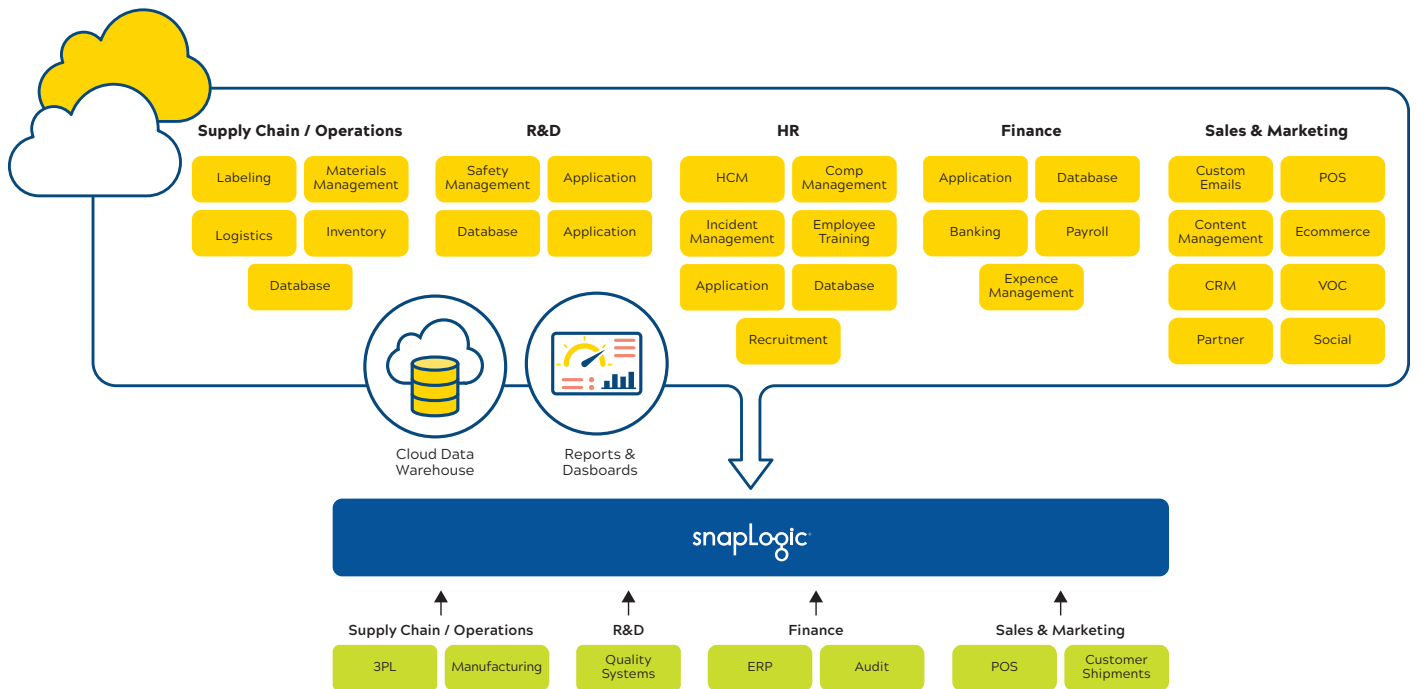 Supply Chain / Operations
R&D
HR
Finance
Sales & Marketing
Labeling
Materials
Management
Logistics
Inventory
Database
Safety
Management
Application
Database
Application
HCM
Comp
Management
Incident
Management
Employee
Training
Application
Database
Recruitment
Application
Database
Banking
Payroll
Expence
Management
Custom
Emails
POS
Content
Management
Ecommerce
CRM
VOC
Partner
Social
Cloud Data
Warehouse
Reports &
Dasboards
snapLogic
Supply Chain / Operations
R&D
Finance
Sales & Marketing
3PL
Manufacturing
Quality
Systems
ERP
Audit
POS
Customer
Shipments